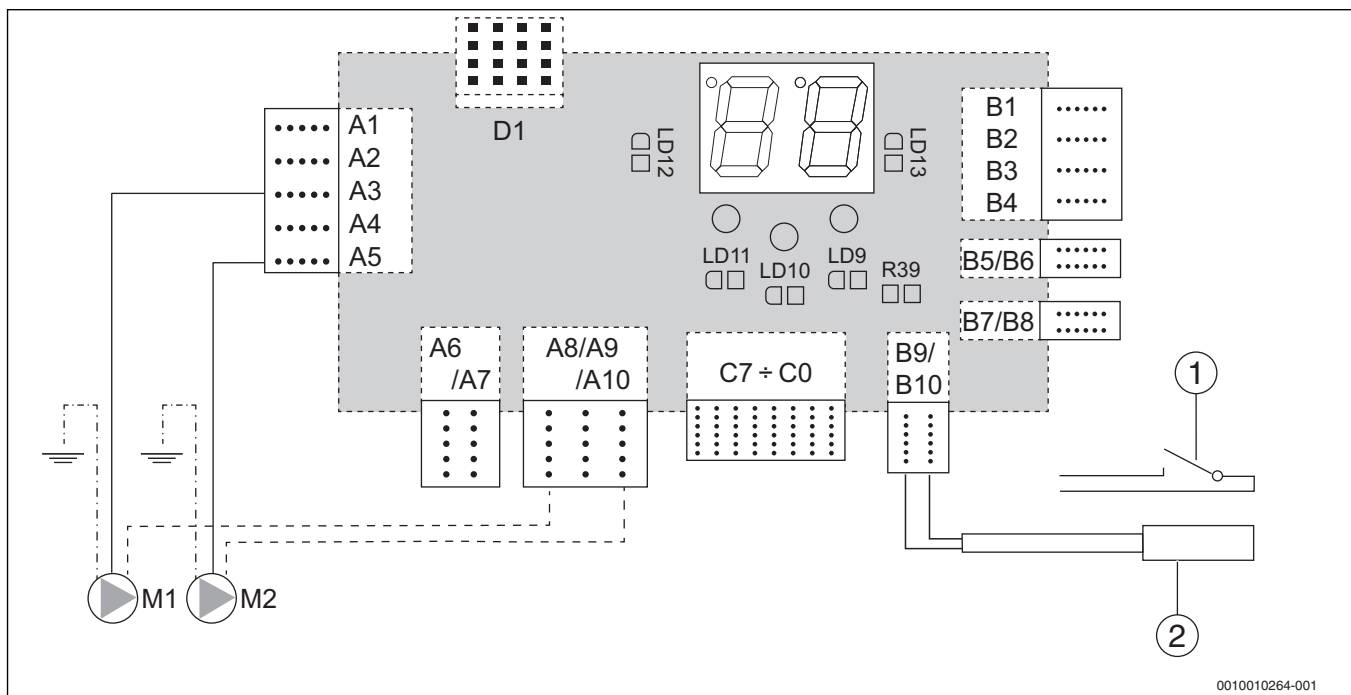 D1
A1
A2
A3
A4
A5
LD12
LD13
B1
B2
B3
B4
LD11
LD10
LD9
R39
B5/B6
B7/B8
A6
/A7
A8/A9
/A10
C7 ÷ C0
B9/
B10
1
M1
M2
2
0010010264-001